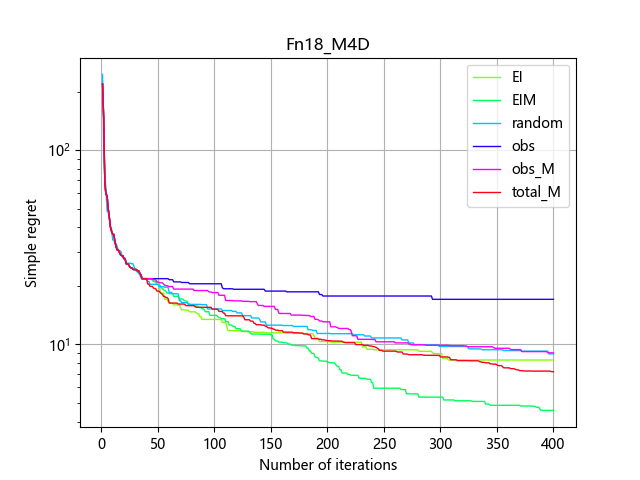 Fn18_M4D
EI
EIM
random
obs
obs_M
total_M
Simple regret
10²
10¹
0 50 100 150 200 250 300 350 400
Number of iterations